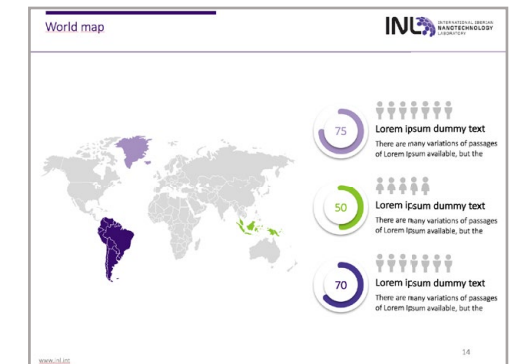 World map
INL
INTERNATIONAL IBERIAN
NANOTECHNOLOGY
LABORATORY
75
Lorem ipsum dummy text
There are many variations of passages
of Lorem Ipsum available, but the
50
Lorem ipsum dummy text
There are many variations of passages
of Lorem Ipsum available, but the
70
Lorem ipsum dummy text
There are many variations of passages
of Lorem Ipsum available, but the
www.inl.int
14